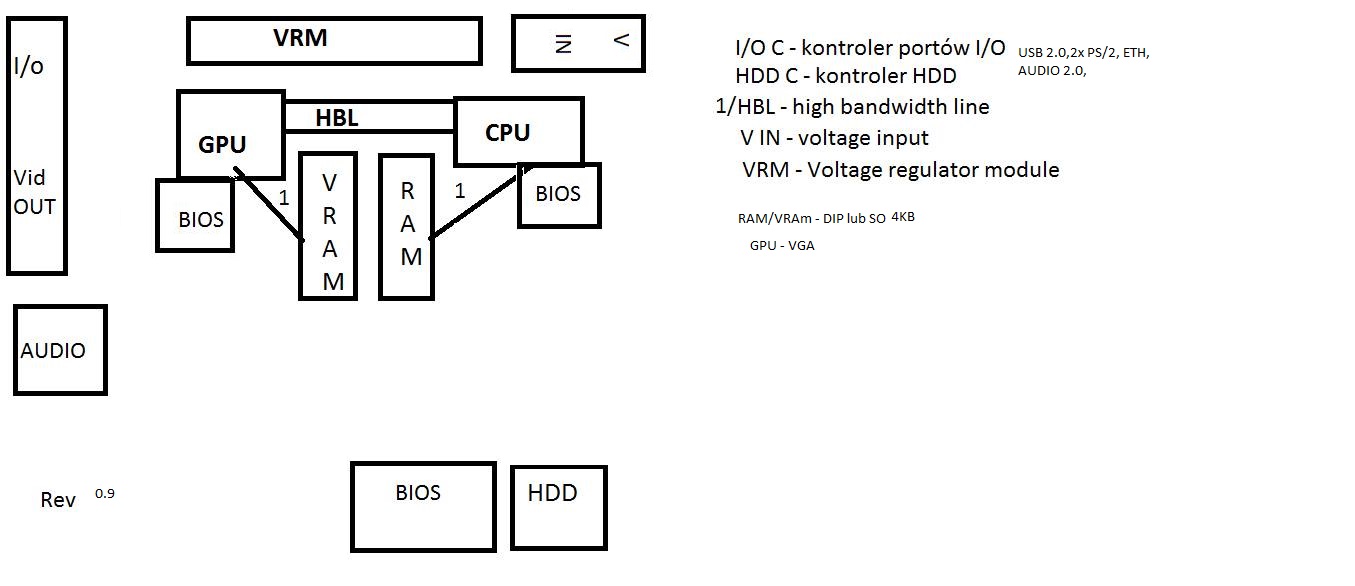 VRM
V IN
I/o
Vid
OUT
GPU
HBL
CPU
BIOS
1
VRAM
RAM
1
BIOS
AUDIO
BIOS
HDD
Rev 0.9
I/O C - kontroler portów I/O USB 2.0,2x PS/2, ETH,
AUDIO 2.0,
HDD C - kontroler HDD
1/HBL - high bandwidth line
V IN - voltage input
VRM - Voltage regulator module
RAM/VRAm - DIP lub SO 4KB
GPU - VGA